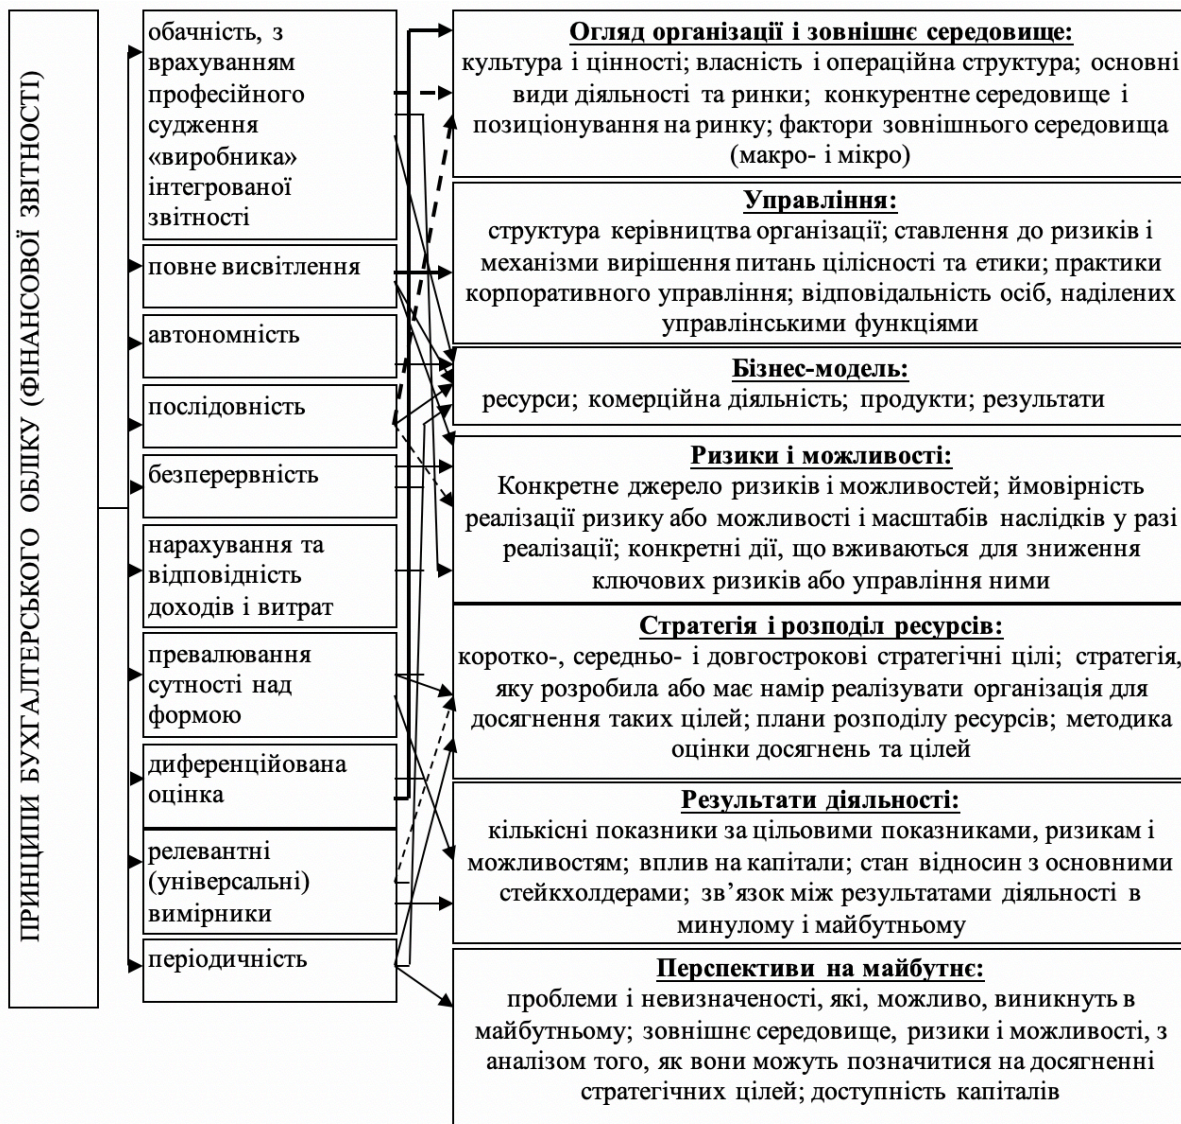 ПРИНЦИПИ БУХГАЛТЕРСЬКОГО ОБЛІКУ (ФІНАНСОВОЇ ЗВІТНОСТІ)
обачність, з
врахуванням
професійного
судження
«виробника»
інтегрованої
звітності
повне висвітлення
автономність
послідовність
безперервність
нарахування та
відповідність
доходів і витрат
превалювання
сутності над
формою
диференційована
оцінка
релевантні
(універсальні)
вимірники
періодичність
Огляд організації і зовнішнє середовище:
культура і цінності; власність і операційна структура; основні
види діяльності та ринки; конкурентне середовище і
позиціонування на ринку; фактори зовнішнього середовища
(макро- і мікро)
Управління:
структура керівництва організації; ставлення до ризиків і
механізми вирішення питань цілісності та етики; практики
корпоративного управління; відповідальність осіб, наділених
управлінськими функціями
Бізнес-модель:
ресурси; комерційна діяльність; продукти; результати
Ризики і можливості:
Конкретне джерело ризиків і можливостей; ймовірність
реалізації ризику або можливості і масштабів наслідків у разі
реалізації; конкретні дії, що вживаються для зниження
ключових ризиків або управління ними
Стратегія і розподіл ресурсів:
коротко-, середньо- і довгострокові стратегічні цілі; стратегія,
яку розробила або має намір реалізувати організація для
досягнення таких цілей; плани розподілу ресурсів; методика
оцінки досягнень та цілей
Результати діяльності:
кількісні показники за цільовими показниками, ризикам і
можливостям; вплив на капітали; стан відносин з основними
стейкхолдерами; зв’язок між результатами діяльності в
минулому і майбутньому
Перспективи на майбутнє:
проблеми і невизначеності, які, можливо, виникнуть в
майбутньому; зовнішнє середовище, ризики і можливості, з
аналізом того, як вони можуть позначитися на досягненні
стратегічних цілей; доступність капіталів